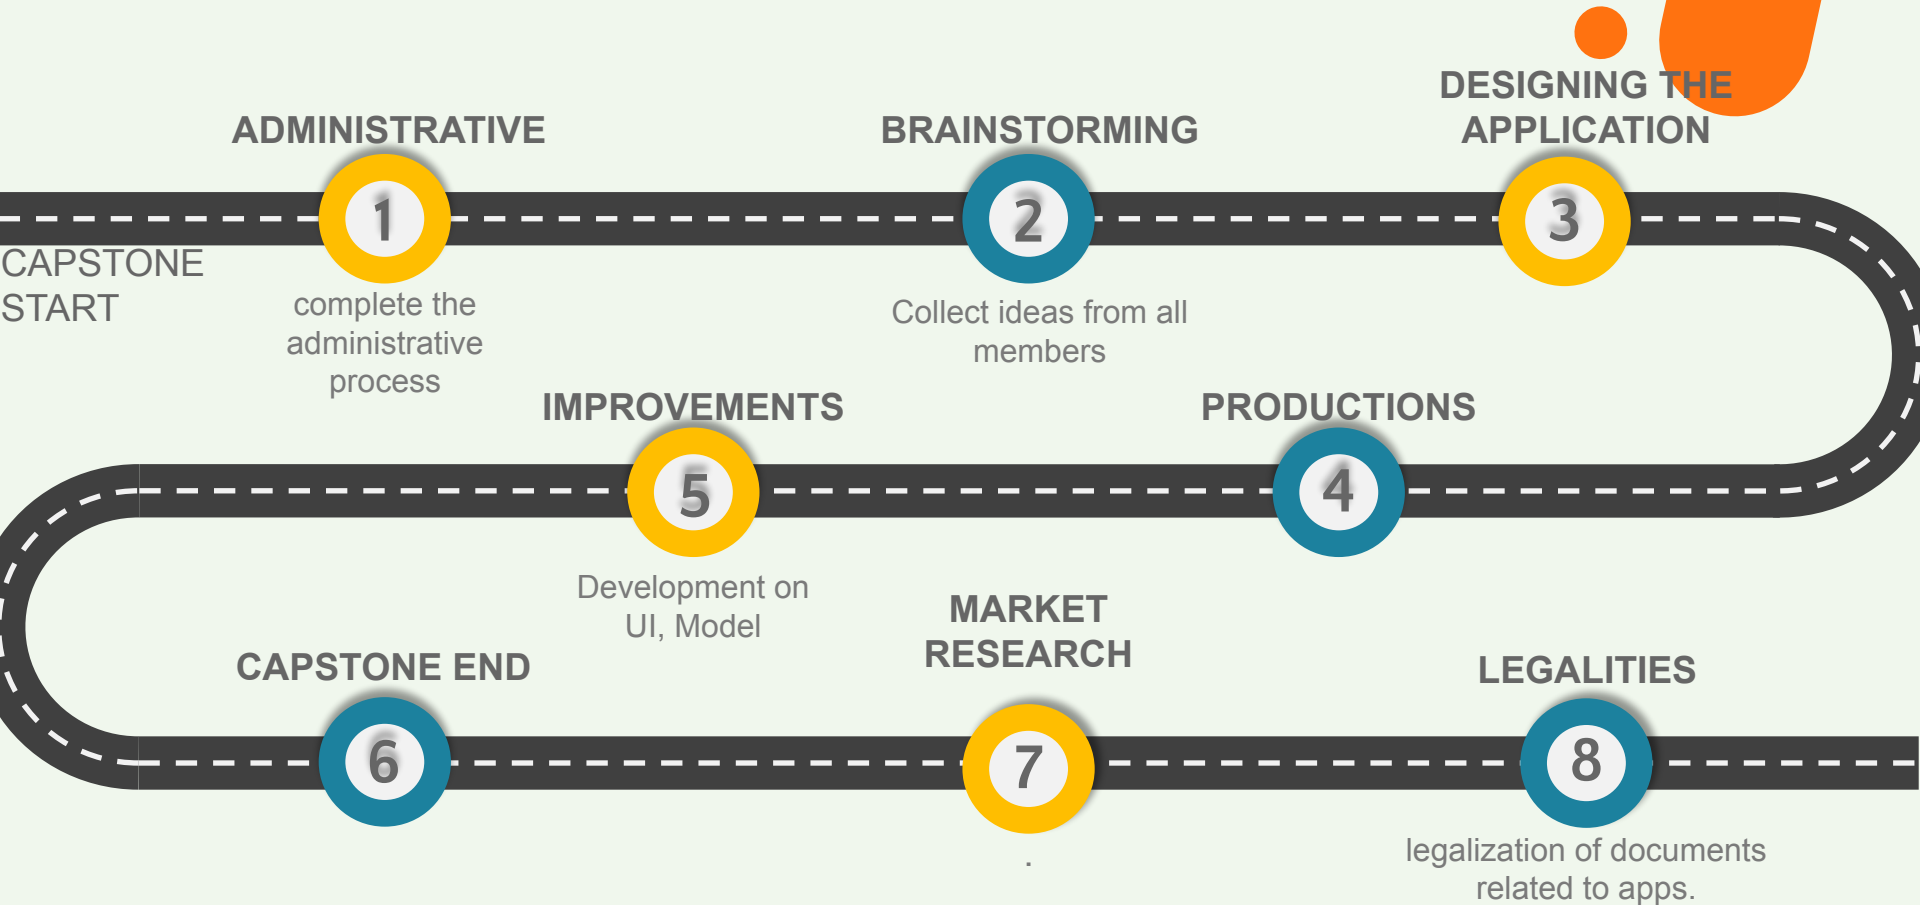 DESIGNING THE
APPLICATION
ADMINISTRATIVE
BRAINSTORMING
1
2
3
CAPSTONE
START
complete the
administrative
process
Collect ideas from all
members
IMPROVEMENTS
PRODUCTIONS
5
4
Development on
UI, Model
MARKET
RESEARCH
CAPSTONE END
LEGALITIES
6
7
8
.
legalization of documents
related to apps.